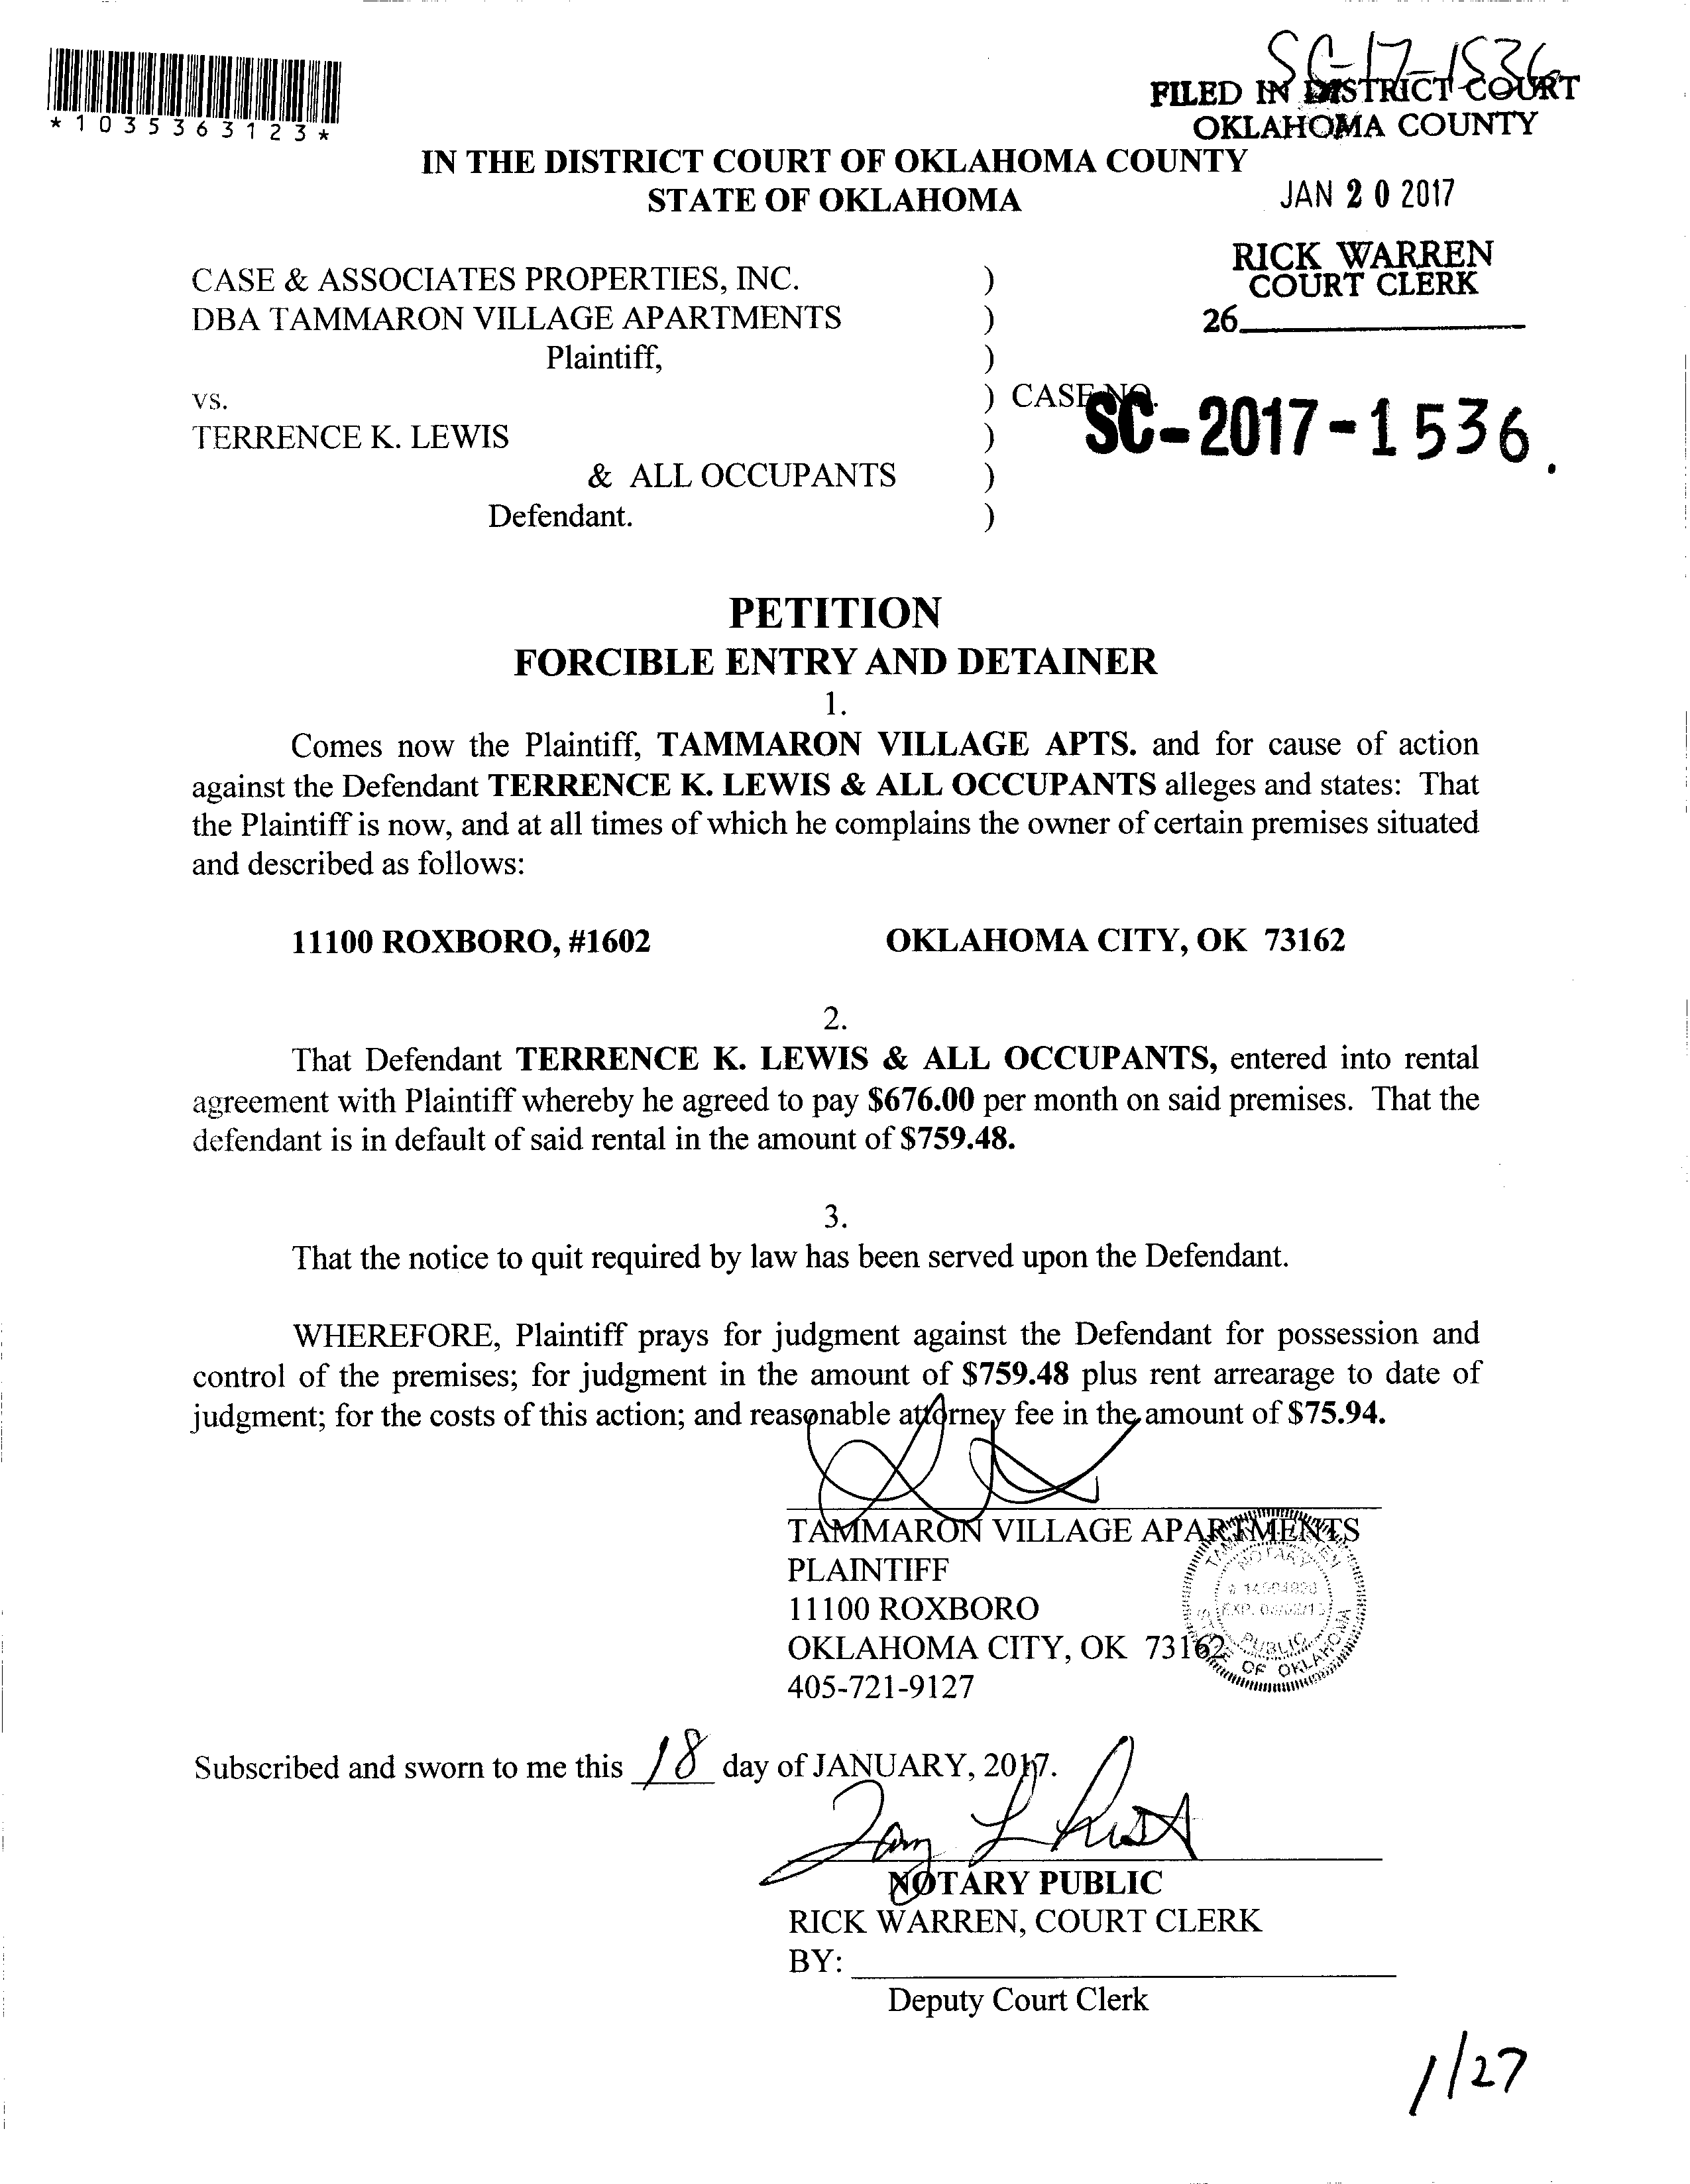 SC-17-1536
FILED IN DISTRICT COURT
OKLAHOMA COUNTY
*1035363123*
IN THE DISTRICT COURT OF OKLAHOMA COUNTY
STATE OF OKLAHOMA
JAN 20 2017
RICK WARREN
COURT CLERK
26
CASE & ASSOCIATES PROPERTIES, INC. )
DBA TAMMARON VILLAGE APARTMENTS )
Plaintiff, )
vs. ) CASE NO. SC-2017-1536.
TERRENCE K. LEWIS )
& ALL OCCUPANTS )
Defendant. )
PETITION
FORCIBLE ENTRY AND DETAINER
1.
Comes now the Plaintiff, TAMMARON VILLAGE APTS. and for cause of action
against the Defendant TERRENCE K. LEWIS & ALL OCCUPANTS alleges and states: That
the Plaintiff is now, and at all times of which he complains the owner of certain premises situated
and described as follows:
11100 ROXBORO, #1602 OKLAHOMA CITY, OK 73162
2.
That Defendant TERRENCE K. LEWIS & ALL OCCUPANTS, entered into rental
agreement with Plaintiff whereby he agreed to pay $676.00 per month on said premises. That the
defendant is in default of said rental in the amount of $759.48.
3.
That the notice to quit required by law has been served upon the Defendant.
WHEREFORE, Plaintiff prays for judgment against the Defendant for possession and
control of the premises; for judgment in the amount of $759.48 plus rent arrearage to date of
judgment; for the costs of this action; and reasonable attorney fee in the amount of $75.94.
TAMMARON VILLAGE APARTMENTS
PLAINTIFF
11100 ROXBORO
OKLAHOMA CITY, OK 73162
405-721-9127
NOTARY
PUBLIC
OF OKLAHOMA
Subscribed and sworn to me this 18 day of JANUARY, 2017.
NOTARY PUBLIC
RICK WARREN, COURT CLERK
BY:
Deputy Court Clerk
1/27